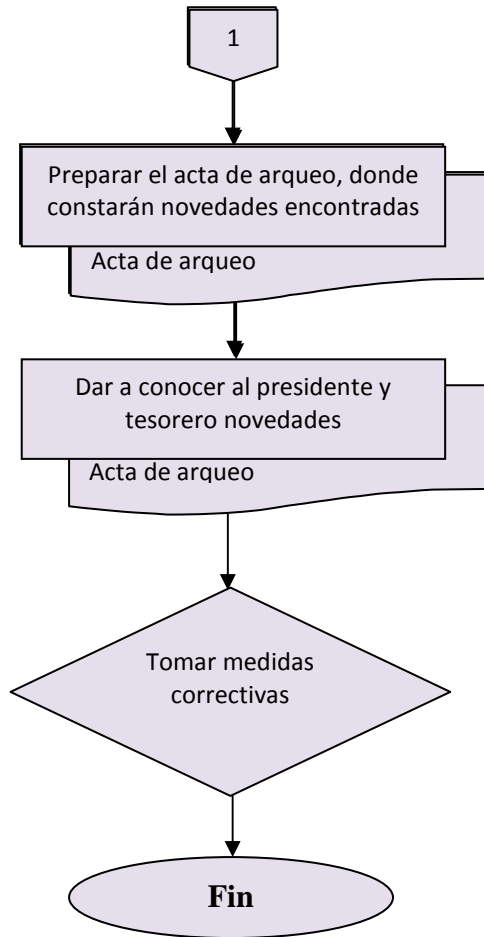 1
Preparar el acta de arqueo, donde
constarán novedades encontradas
Acta de arqueo
Dar a conocer al presidente y
tesorero novedades
Acta de arqueo
Tomar medidas
correctivas
Fin